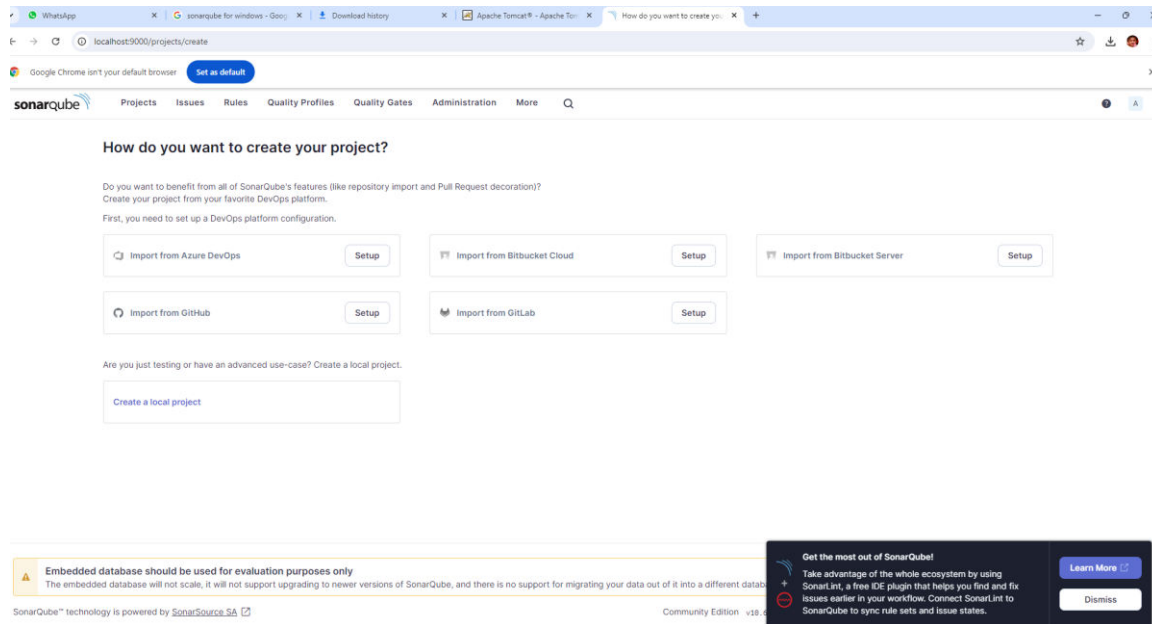 WhatsApp
sonarqube for windows - Goog
Download history
Apache Tomcat® - Apache Tom
How do you want to create you
localhost:9000/projects/create
Google Chrome isn't your default browser
Set as default
sonarqube
Projects
Issues
Rules
Quality Profiles
Quality Gates
Administration
More
A
How do you want to create your project?
Do you want to benefit from all of SonarQube's features (like repository import and Pull Request decoration)?
Create your project from your favorite DevOps platform.
First, you need to set up a DevOps platform configuration.
Import from Azure DevOps
Setup
Import from Bitbucket Cloud
Setup
Import from Bitbucket Server
Setup
Import from GitHub
Setup
Import from GitLab
Setup
Are you just testing or have an advanced use-case? Create a local project.
Create a local project
Embedded database should be used for evaluation purposes only
The embedded database will not scale, it will not support upgrading to newer versions of SonarQube, and there is no support for migrating your data out of it into a different datab
SonarQube™ technology is powered by SonarSource SA
Community Edition
Get the most out of SonarQube!
Take advantage of the whole ecosystem by using
SonarLint, a free IDE plugin that helps you find and fix
issues earlier in your workflow. Connect SonarLint to
SonarQube to sync rule sets and issue states.
Learn More
Dismiss